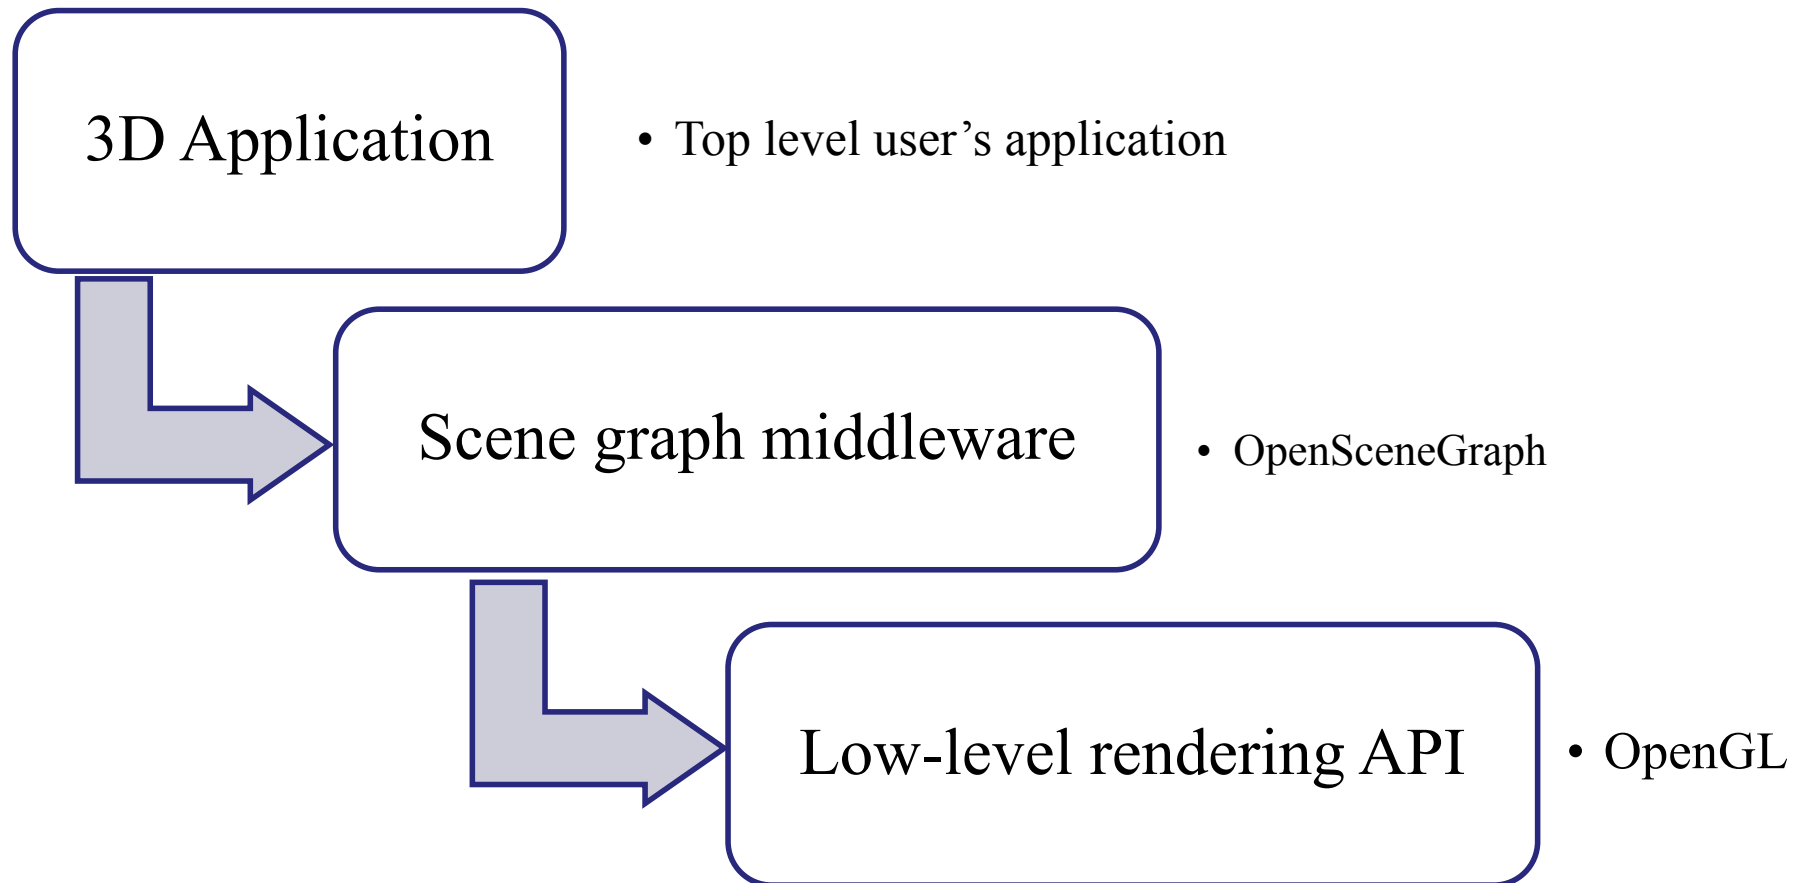 3D Application
• Top level user’s application
Scene graph middleware
• OpenSceneGraph
Low-level rendering API
• OpenGL